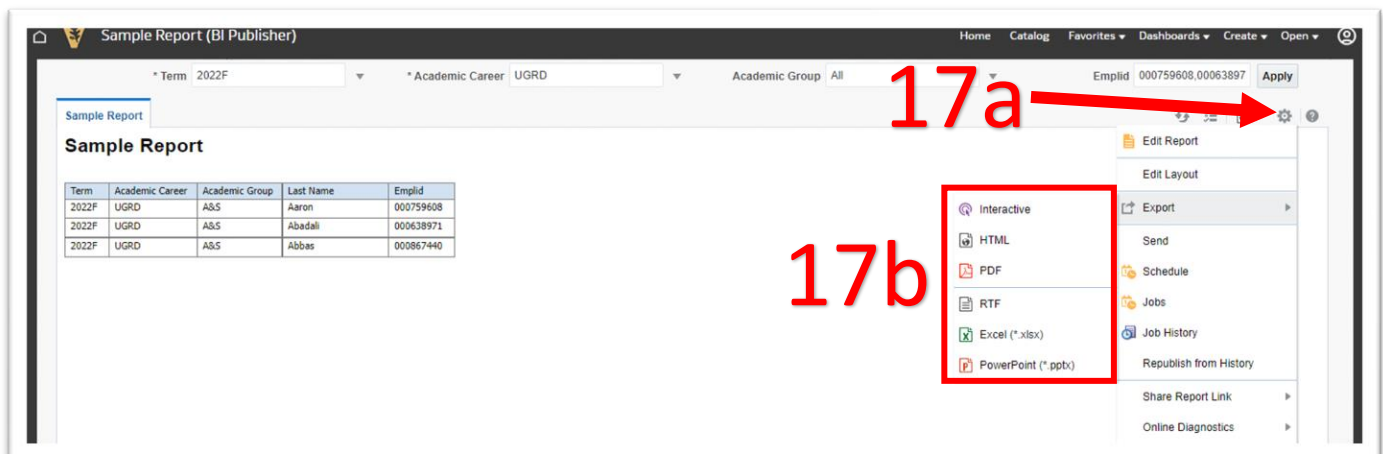 Sample Report (BI Publisher) Home Catalog Favorites Dashboards Create Open
* Term 2022F * Academic Career UGRD Academic Group All Emplid 000759608,00063897 Apply
17a
Sample Report
Sample Report
Edit Report
Edit Layout
Term Academic Career Academic Group Last Name Emplid
2022F UGRD A&S Aaron 000759608
2022F UGRD A&S Abadali 000638971
2022F UGRD A&S Abbas 000867440
17b
Interactive
HTML
PDF
RTF
Excel (*.xlsx)
PowerPoint (*.pptx)
Export
Send
Schedule
Jobs
Job History
Republish from History
Share Report Link
Online Diagnostics